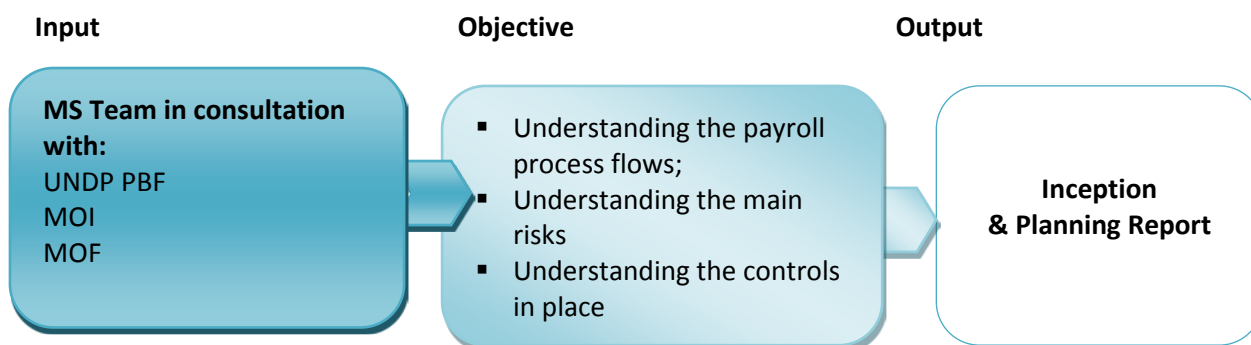 Input
Objective
Output
MS Team in consultation
with:
UNDP PBF
MOI
MOF
▪ Understanding the payroll
process flows;
▪ Understanding the main
risks
▪ Understanding the controls
in place
Inception
& Planning Report